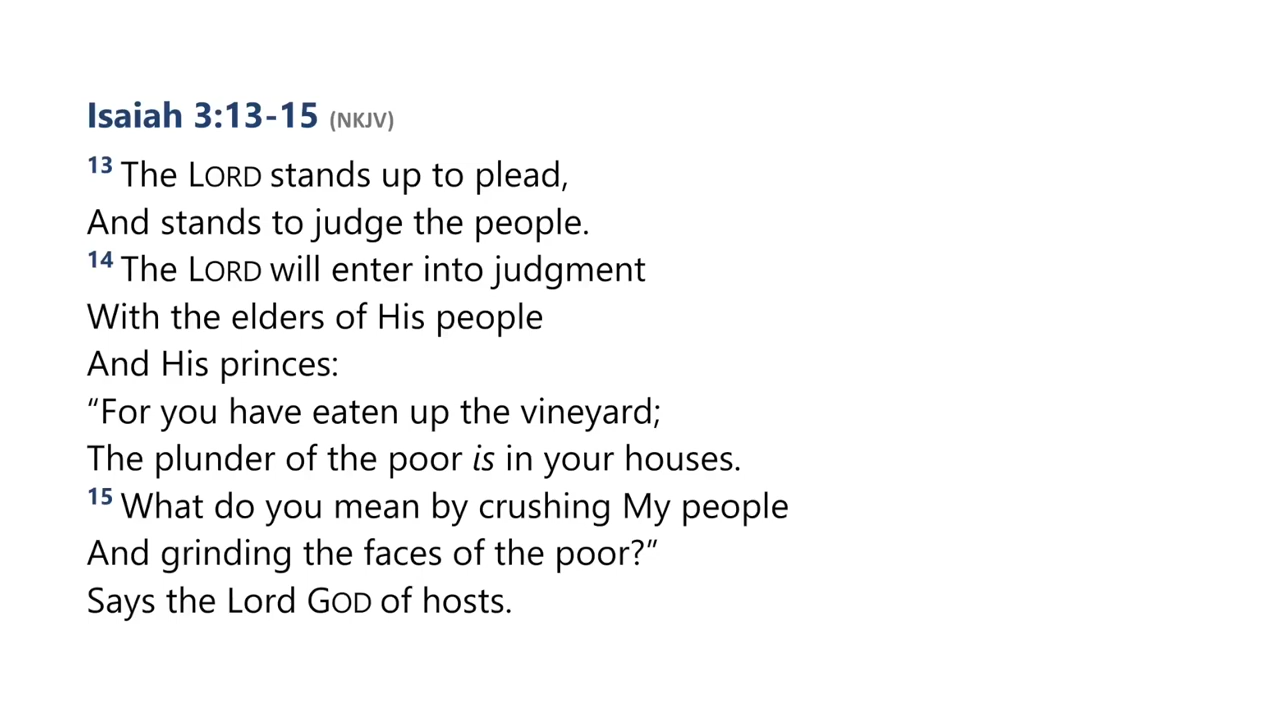 Isaiah 3:13-15 (NKJV)
13 The LORD stands up to plead,
And stands to judge the people.
14 The LORD will enter into judgment
With the elders of His people
And His princes:
“For you have eaten up the vineyard;
The plunder of the poor is in your houses.
15 What do you mean by crushing My people
And grinding the faces of the poor?”
Says the Lord GOD of hosts.